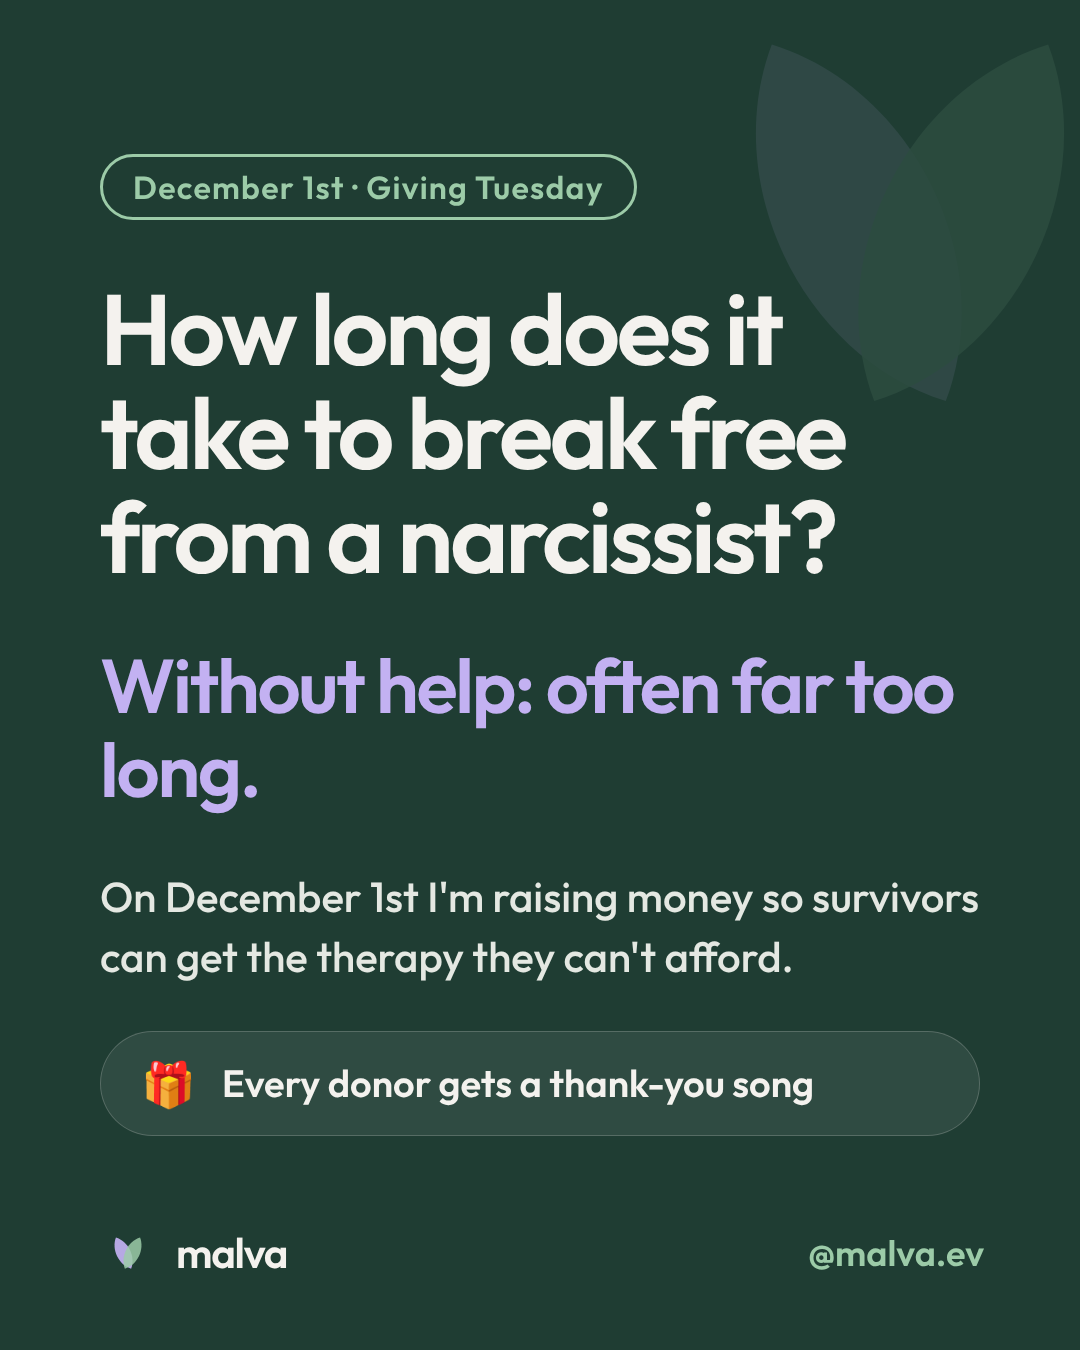 December 1st · Giving Tuesday
How long does it
take to break free
from a narcissist?
Without help: often far too
long.
On December 1st I'm raising money so survivors
can get the therapy they can't afford.
🎁 Every donor gets a thank-you song
malva
@malva.ev